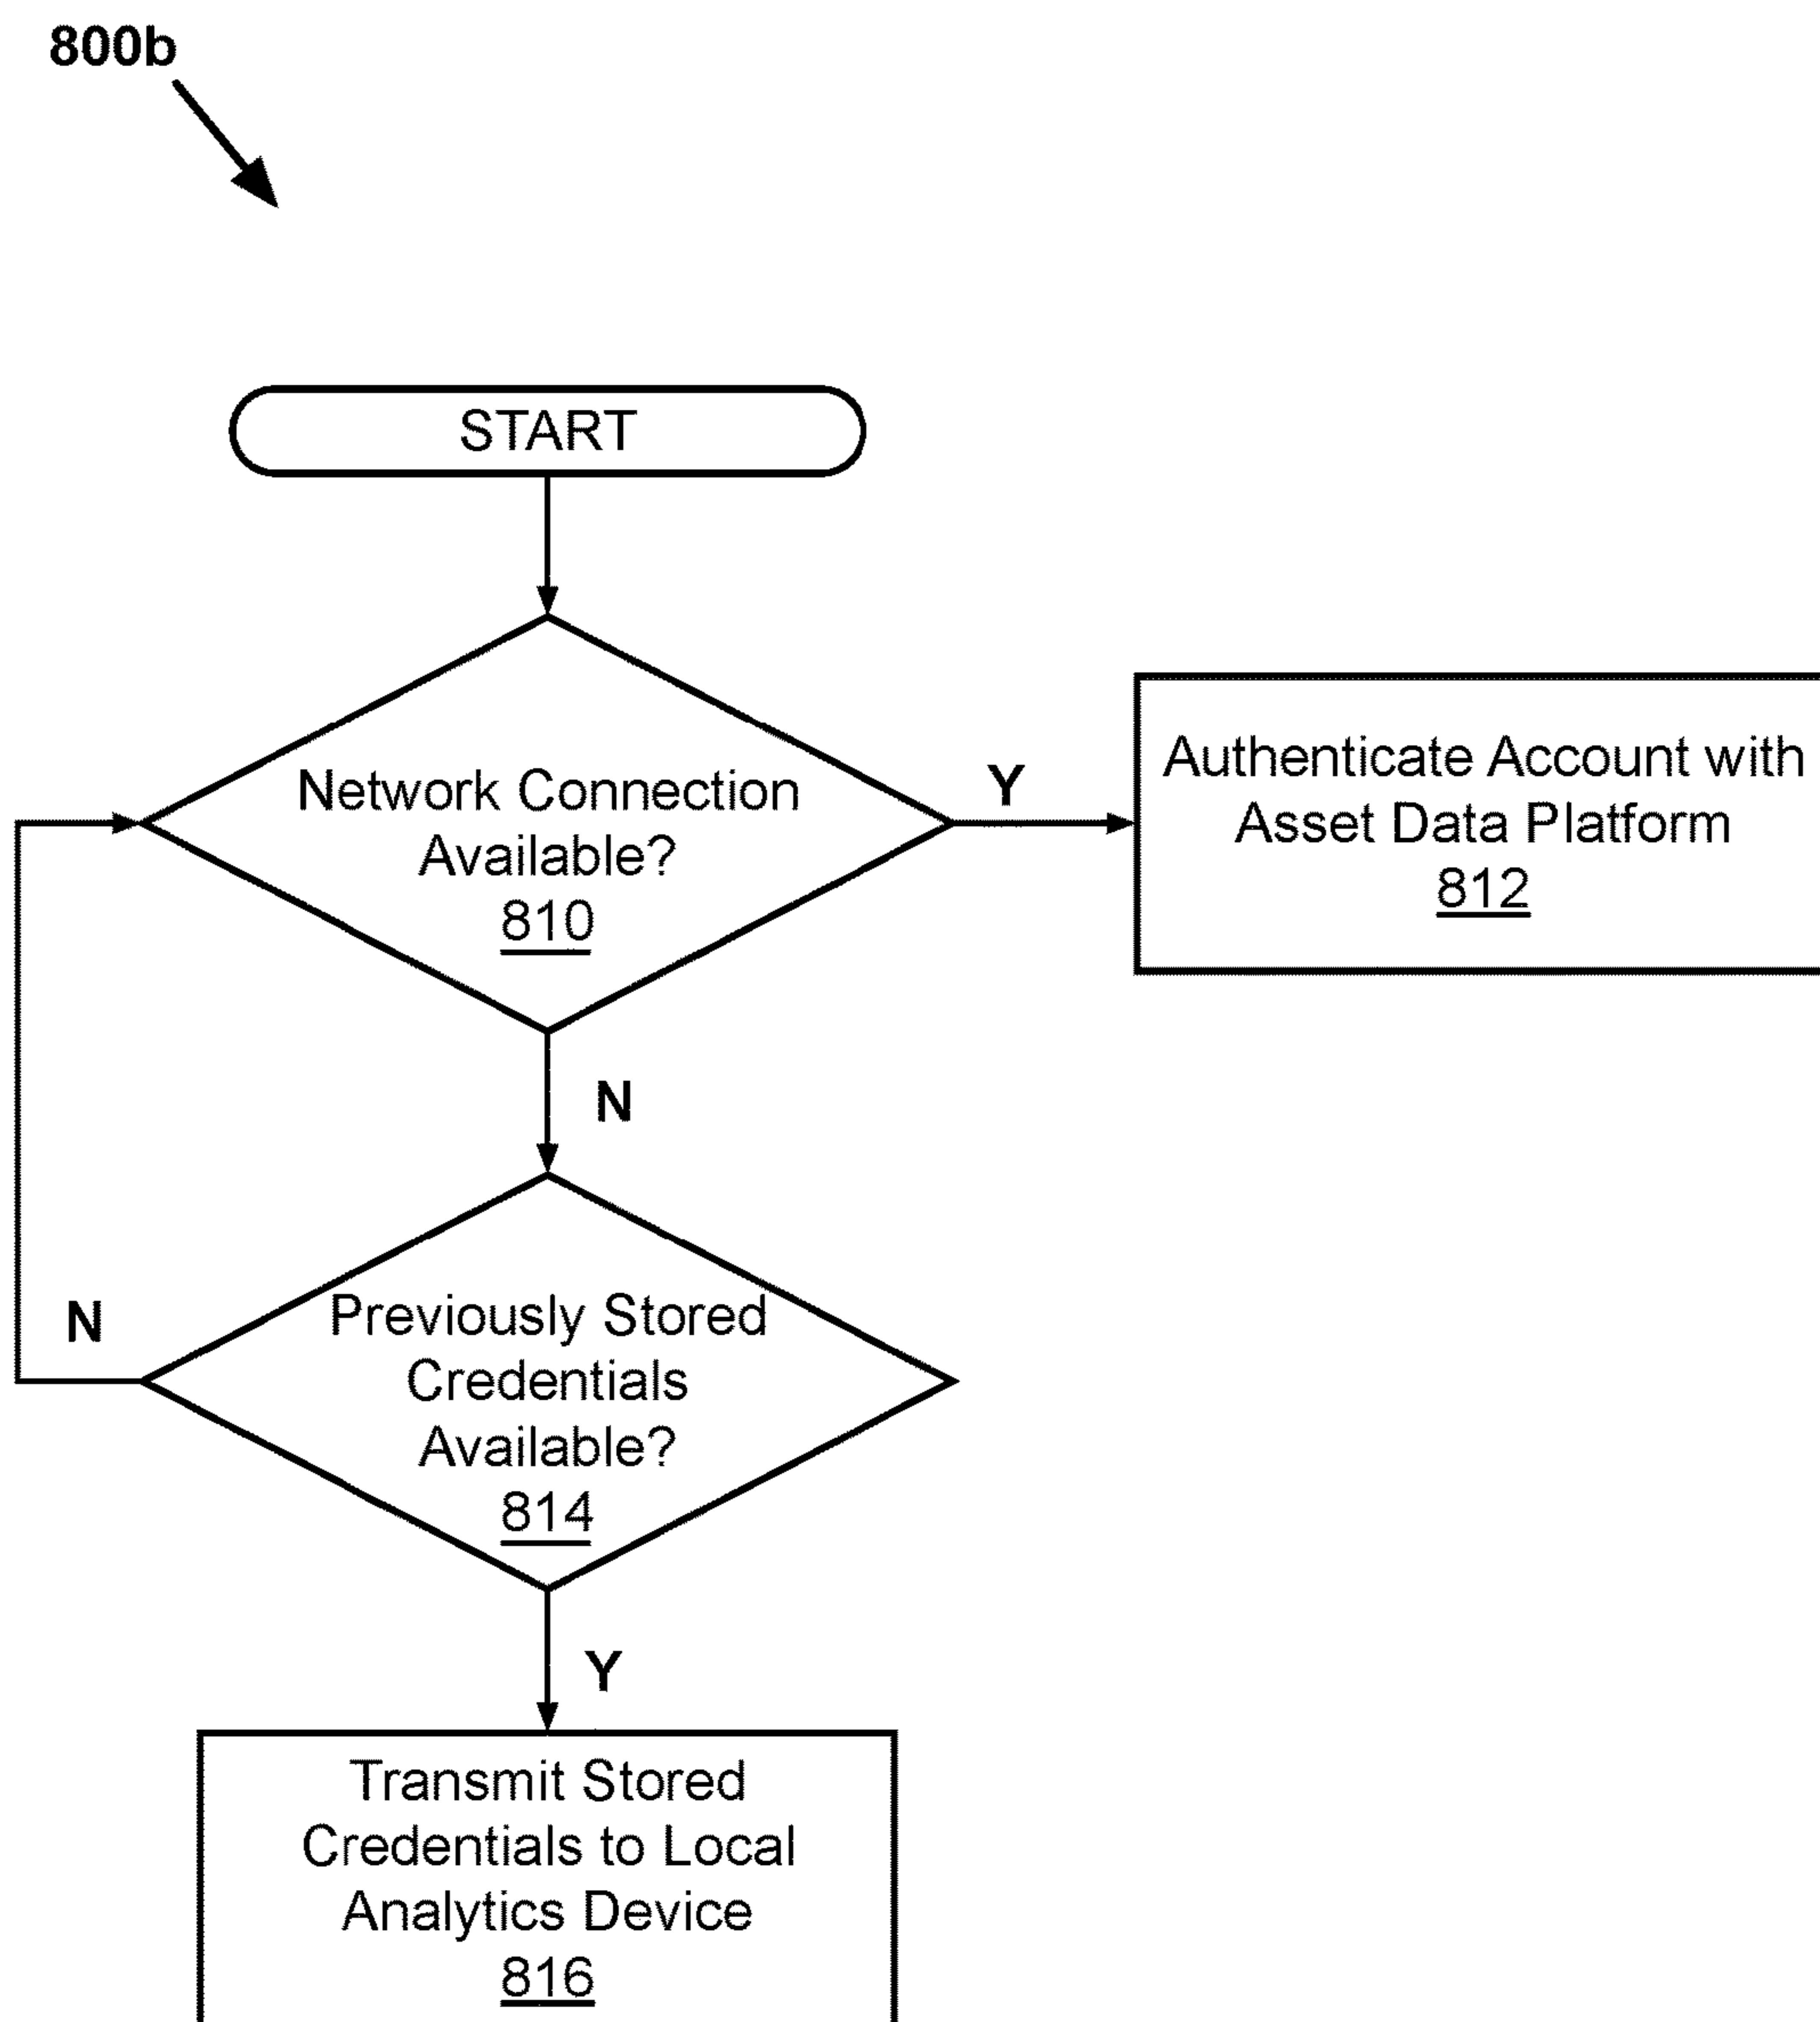 800b
START
Network Connection
Available?
810
Y
Authenticate Account with
Asset Data Platform
812
N
N
Previously Stored
Credentials
Available?
814
Y
Transmit Stored
Credentials to Local
Analytics Device
816